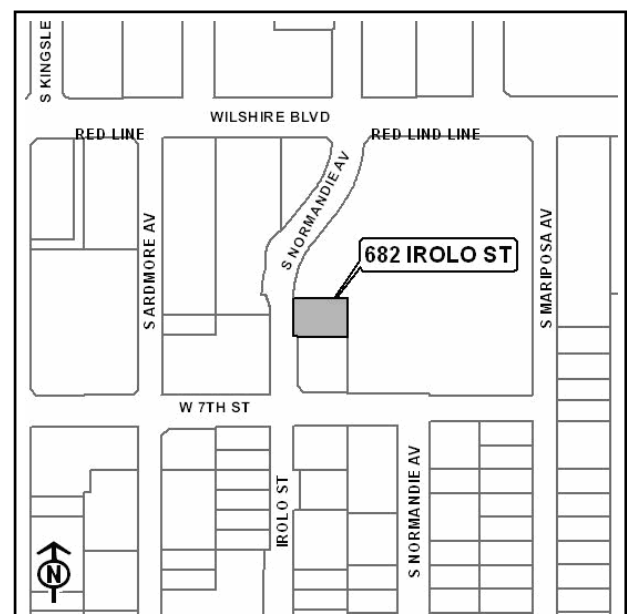 S KINGSLE
WILSHIRE BLVD
RED LINE
RED LIND LINE
S NORMANDIE AV
S ARDMORE AV
682 IROLO ST
S MARIPOSA AV
W 7TH ST
IROLO ST
S NORMANDIE AV
N